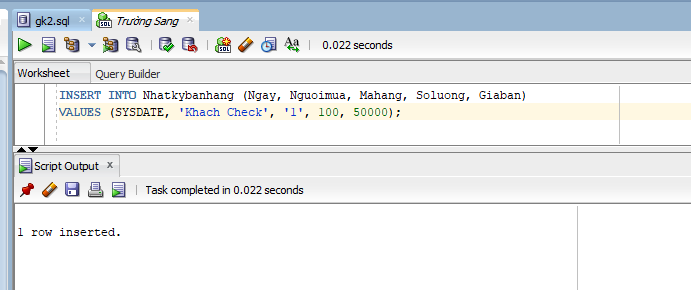 gk2.sql
Trường Sang
SQL
0.022 seconds
Worksheet
Query Builder
INSERT INTO Nhatkybanhang (Ngay, Nguoimua, Mahang, Soluong, Giaban)
VALUES (SYSDATE, 'Khach Check', '1', 100, 50000);
Script Output
Task completed in 0.022 seconds
1 row inserted.